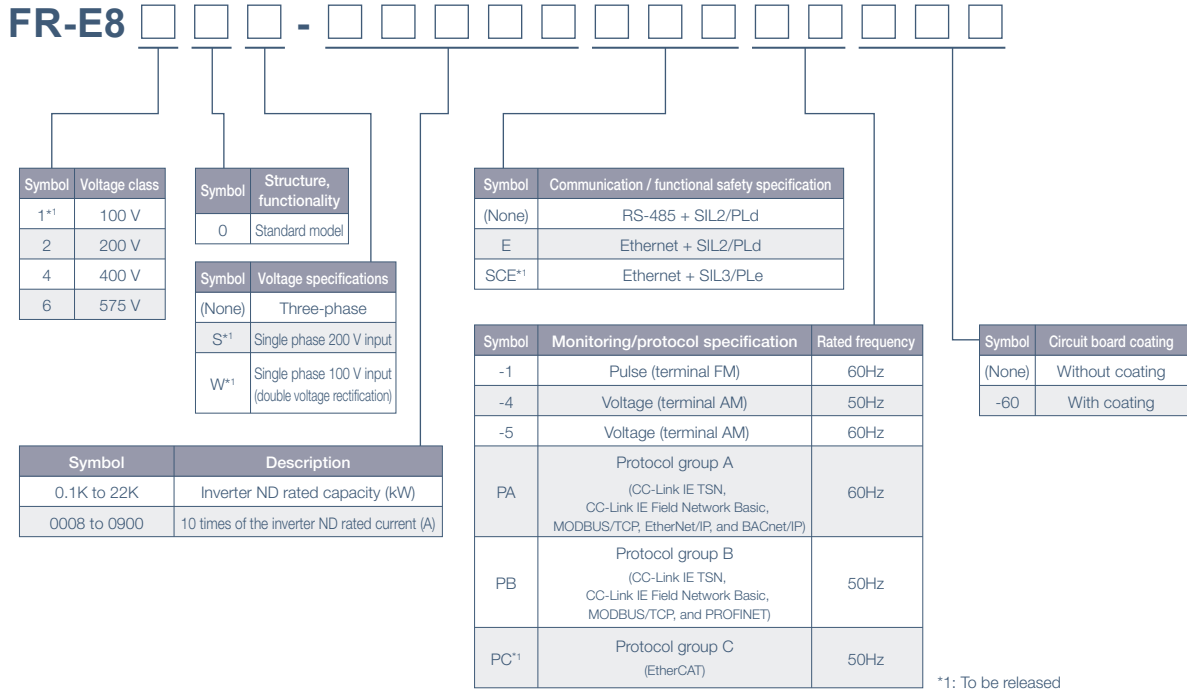 FR-E8 □ □ □ - □ □ □ □ □ □ □ □ □ □ □ □ □
Symbol Voltage class
1*1 100 V
2 200 V
4 400 V
6 575 V
Symbol Structure,
functionality
0 Standard model
Symbol Voltage specifications
(None) Three-phase
S*1 Single phase 200 V input
W*1 Single phase 100 V input
(double voltage rectification)
Symbol Description
0.1K to 22K Inverter ND rated capacity (kW)
0008 to 0900 10 times of the inverter ND rated current (A)
Symbol Communication / functional safety specification
(None) RS-485 + SIL2/PLd
E Ethernet + SIL2/PLd
SCE*1 Ethernet + SIL3/PLe
Symbol Monitoring/protocol specification Rated frequency
-1 Pulse (terminal FM) 60Hz
-4 Voltage (terminal AM) 50Hz
-5 Voltage (terminal AM) 60Hz
PA Protocol group A 60Hz
(CC-Link IE TSN,
CC-Link IE Field Network Basic,
MODBUS/TCP, EtherNet/IP, and BACnet/IP)
PB Protocol group B 50Hz
(CC-Link IE TSN,
CC-Link IE Field Network Basic,
MODBUS/TCP, and PROFINET)
PC*1 Protocol group C 50Hz
(EtherCAT)
Symbol Circuit board coating
(None) Without coating
-60 With coating
*1: To be released